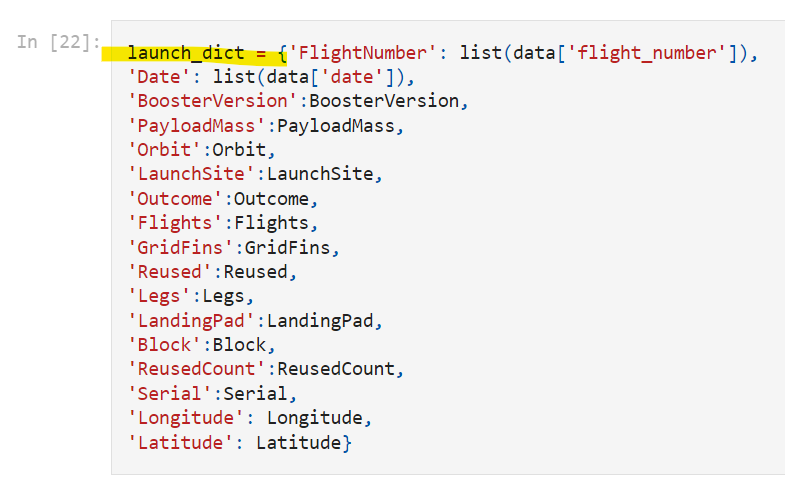 In [22]:
launch_dict = {'FlightNumber': list(data['flight_number']),
'Date': list(data['date']),
'BoosterVersion':BoosterVersion,
'PayloadMass':PayloadMass,
'Orbit':Orbit,
'LaunchSite':LaunchSite,
'Outcome':Outcome,
'Flights':Flights,
'GridFins':GridFins,
'Reused':Reused,
'Legs':Legs,
'LandingPad':LandingPad,
'Block':Block,
'ReusedCount':ReusedCount,
'Serial':Serial,
'Longitude': Longitude,
'Latitude': Latitude}